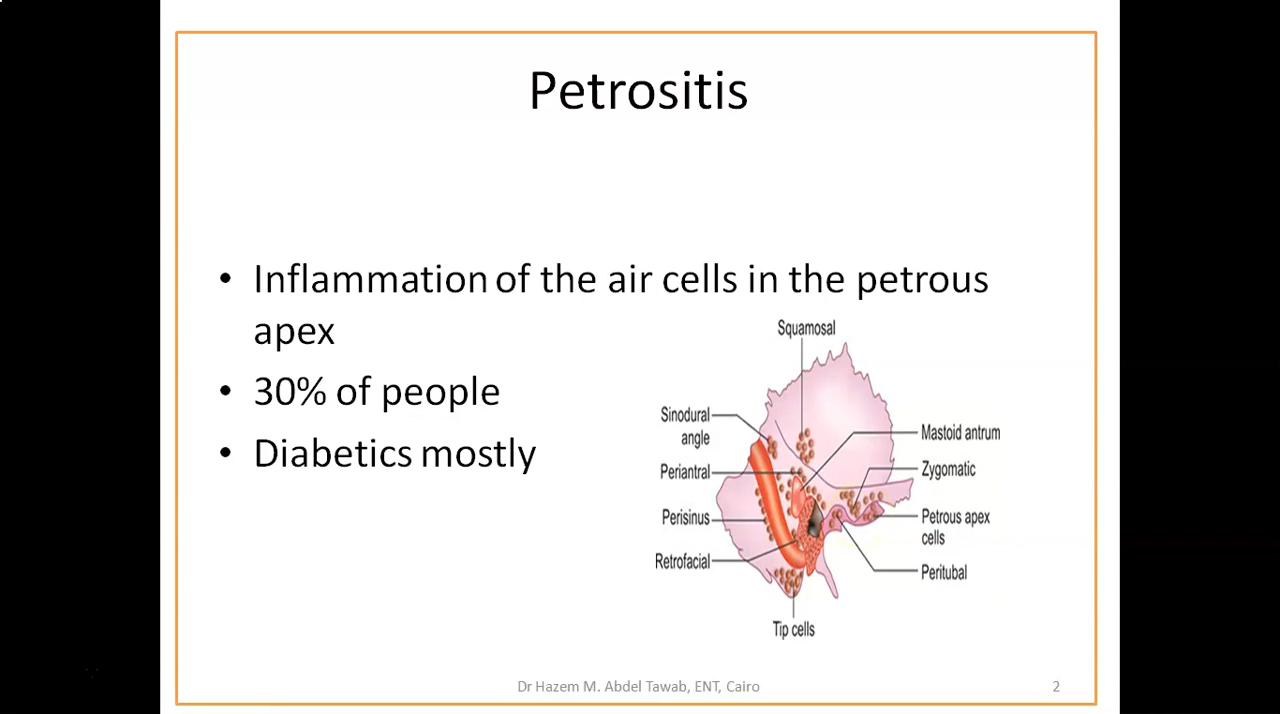 Petrositis
• Inflammation of the air cells in the petrous
apex
• 30% of people
• Diabetics mostly
Squamosal
Sinodural
angle
Periantral
Perisinus
Retrofacial
Tip cells
Mastoid antrum
Zygomatic
Petrous apex
cells
Peritubal
Dr Hazem M. Abdel Tawab, ENT, Cairo
2